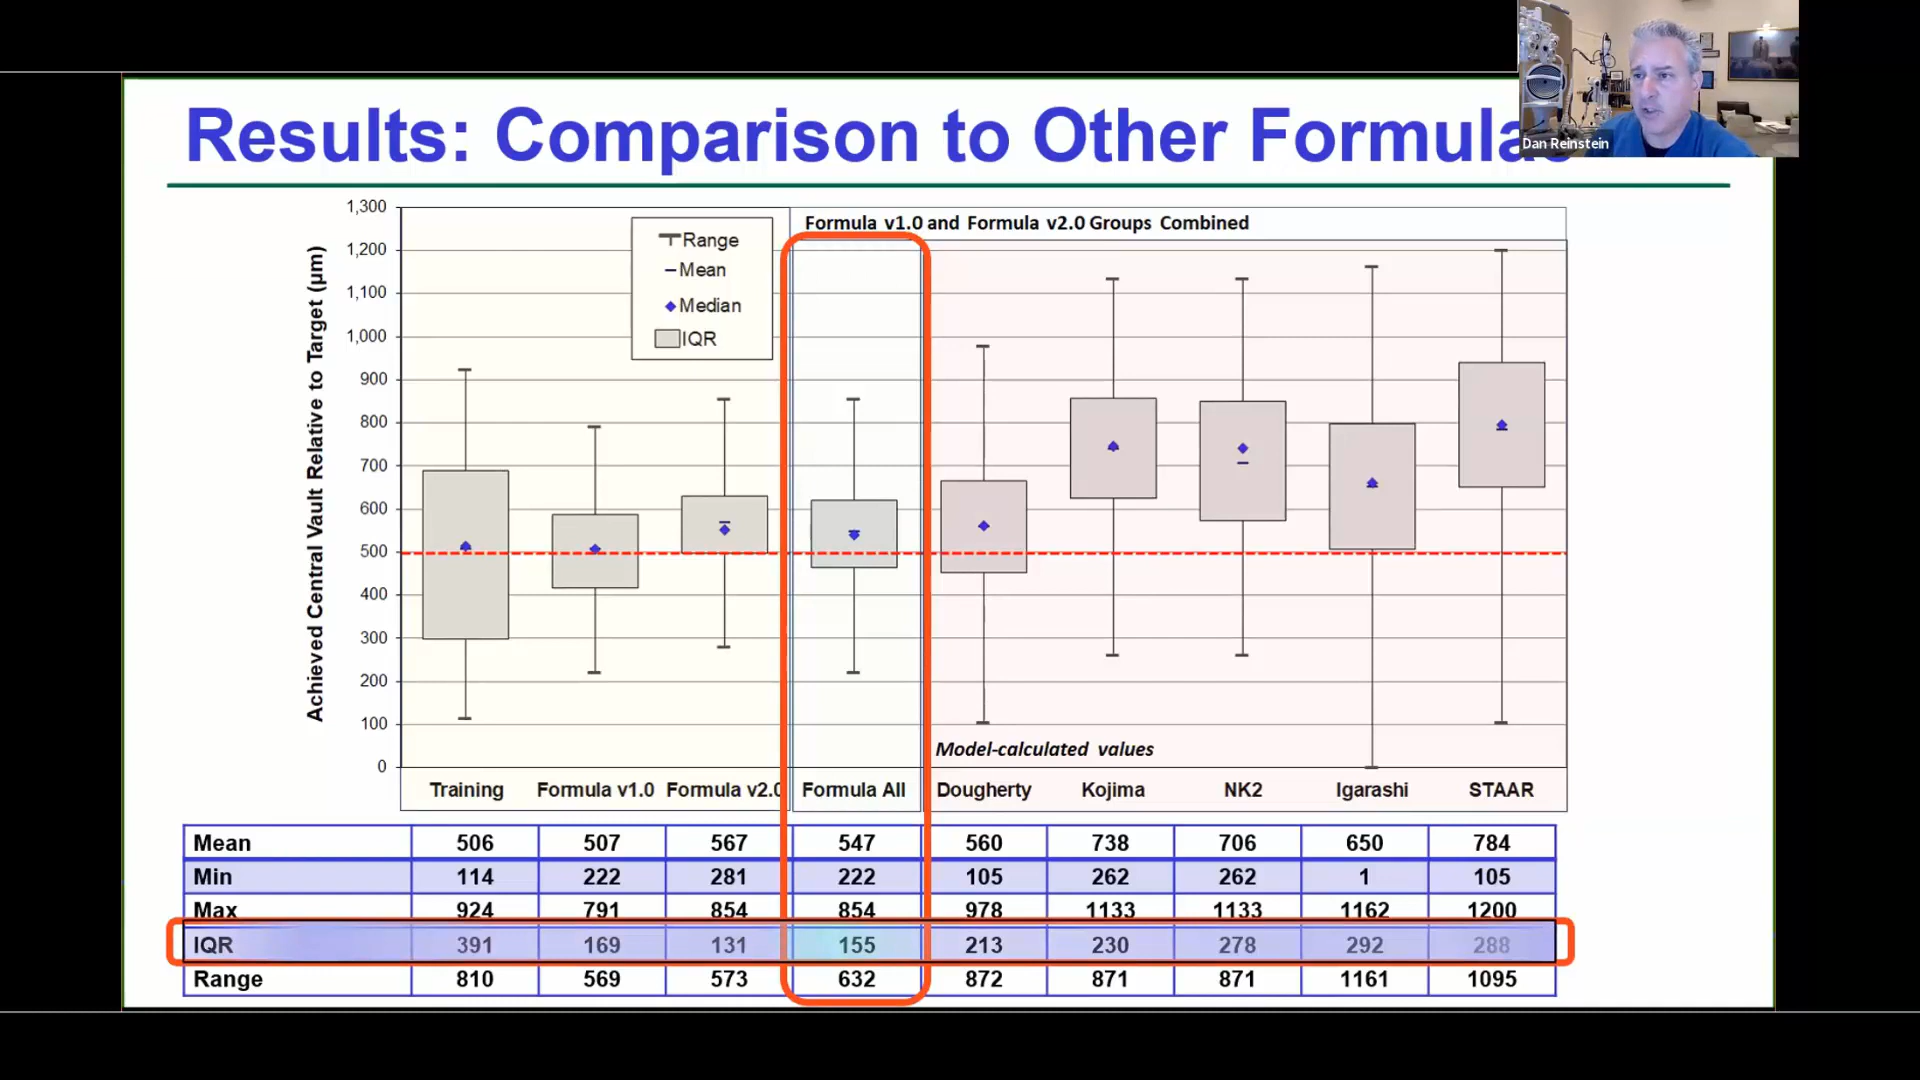 Results: Comparison to Other Formulas
Dan Reinstein
Formula v1.0 and Formula v2.0 Groups Combined
Range
Mean
Median
IQR
Achieved Central Vault Relative to Target (µm)
1,300
1,200
1,100
1,000
900
800
700
600
500
400
300
200
100
0
Model-calculated values
Training Formula v1.0 Formula v2.0 Formula All Dougherty Kojima NK2 Igarashi STAAR
Mean 506 507 567 547 560 738 706 650 784
Min 114 222 281 222 105 262 262 1 105
Max 924 791 854 854 978 1133 1133 1162 1200
IQR 391 169 131 155 213 230 278 292 288
Range 810 569 573 632 872 871 871 1161 1095